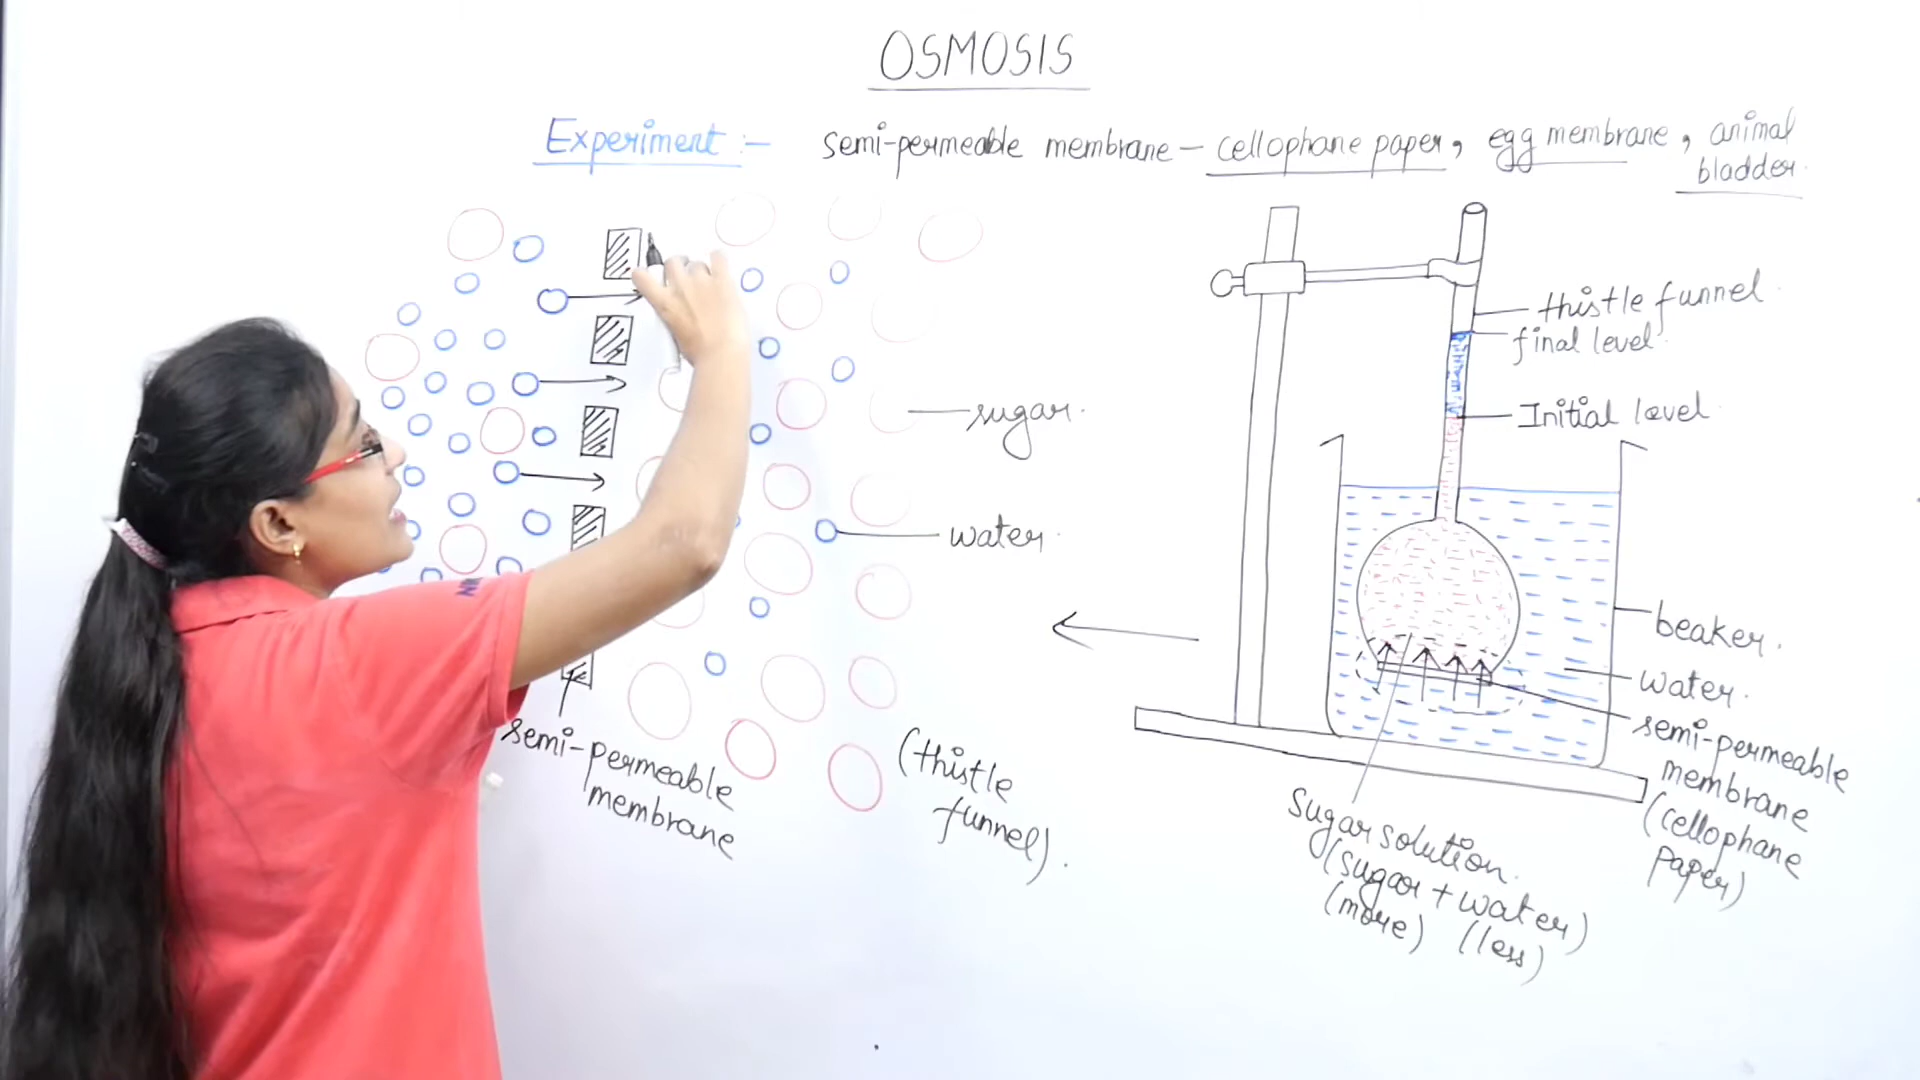 OSMOSIS
Experiment :- semi-permeable membrane - cellophane paper, egg membrane, animal
bladder.
thistle funnel
final level
Initial level
sugar.
water.
beaker.
water.
semi-permeable
membrane
(cellophane
paper)
semi-permeable
membrane
(thistle
funnel).
Sugar solution.
(sugar + water)
(more) (less)